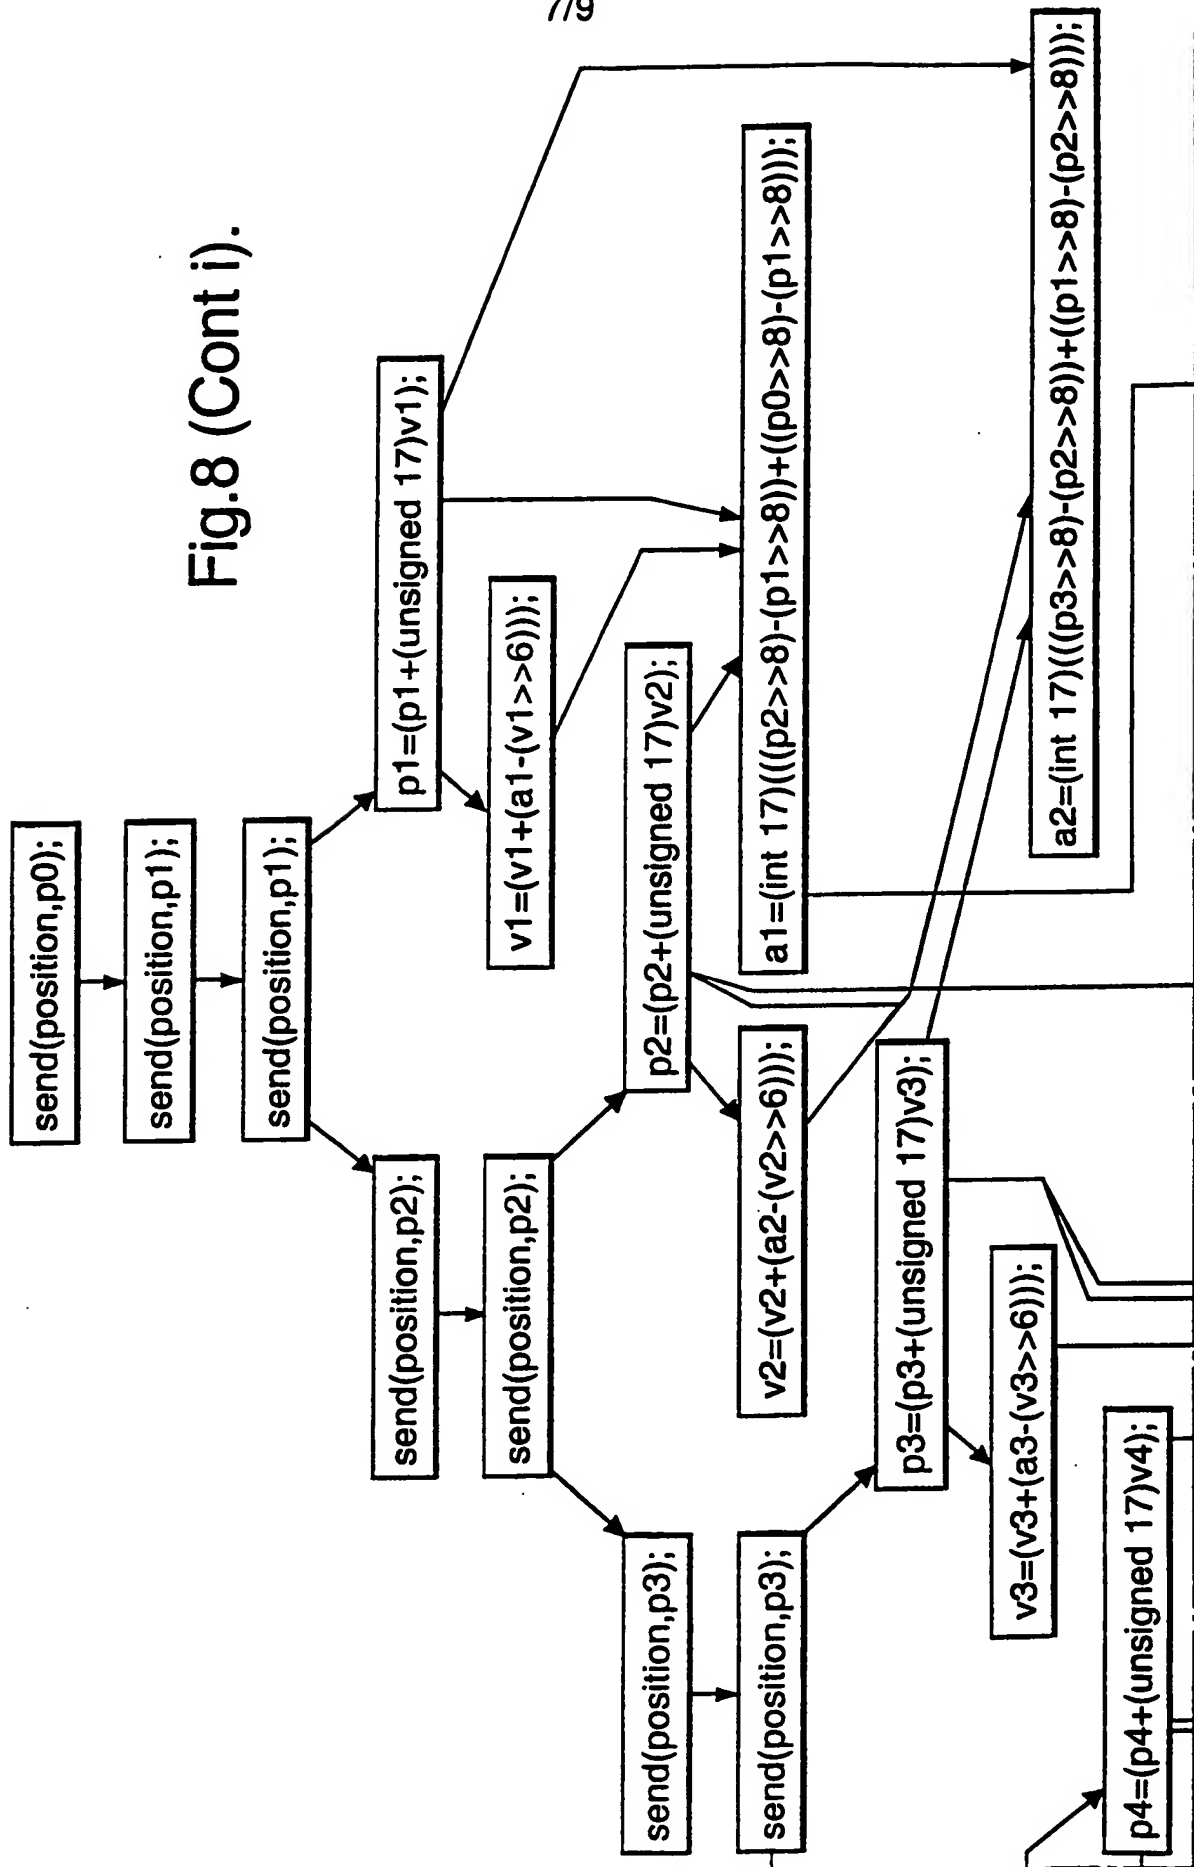 7/9
Fig.8 (Cont i).
send(position,p0);
send(position,p1);
send(position,p1);
p1=(p1+(unsigned 17)v1);
send(position,p2);
v1=(v1+(a1-(v1>>6)));
send(position,p2);
p2=(p2+(unsigned 17)v2);
send(position,p3);
a1=(int 17)((((p2>>8)-(p1>>8))+((p0>>8)-(p1>>8)));
v2=(v2+(a2-(v2>>6)));
send(position,p3);
p3=(p3+(unsigned 17)v3);
a2=(int 17)((((p3>>8)-(p2>>8))+((p1>>8)-(p2>>8)));
v3=(v3+(a3-(v3>>6)));
p4=(p4+(unsigned 17)v4);